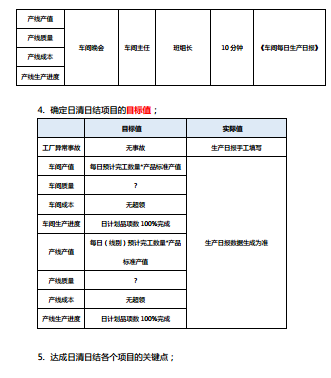 产线产值
产线质量
产线成本
产线生产进度
车间晚会
车间主任
班组长
10 分钟
《车间每日生产日报》
4. 确定日清日结项目的目标值；
目标值
实际值
工厂异常事故
无事故
生产日报手工填写
车间产值
每日预计完工数量*产品标准产值
车间质量
？
车间成本
无超领
车间生产进度
日计划品项数 100%完成
产线产值
每日（线别）预计完工数量*产品
标准产值
产线质量
？
产线成本
无超领
产线生产进度
日计划品项数 100%完成
生产日报数据生成为准
5. 达成日清日结各个项目的关键点；